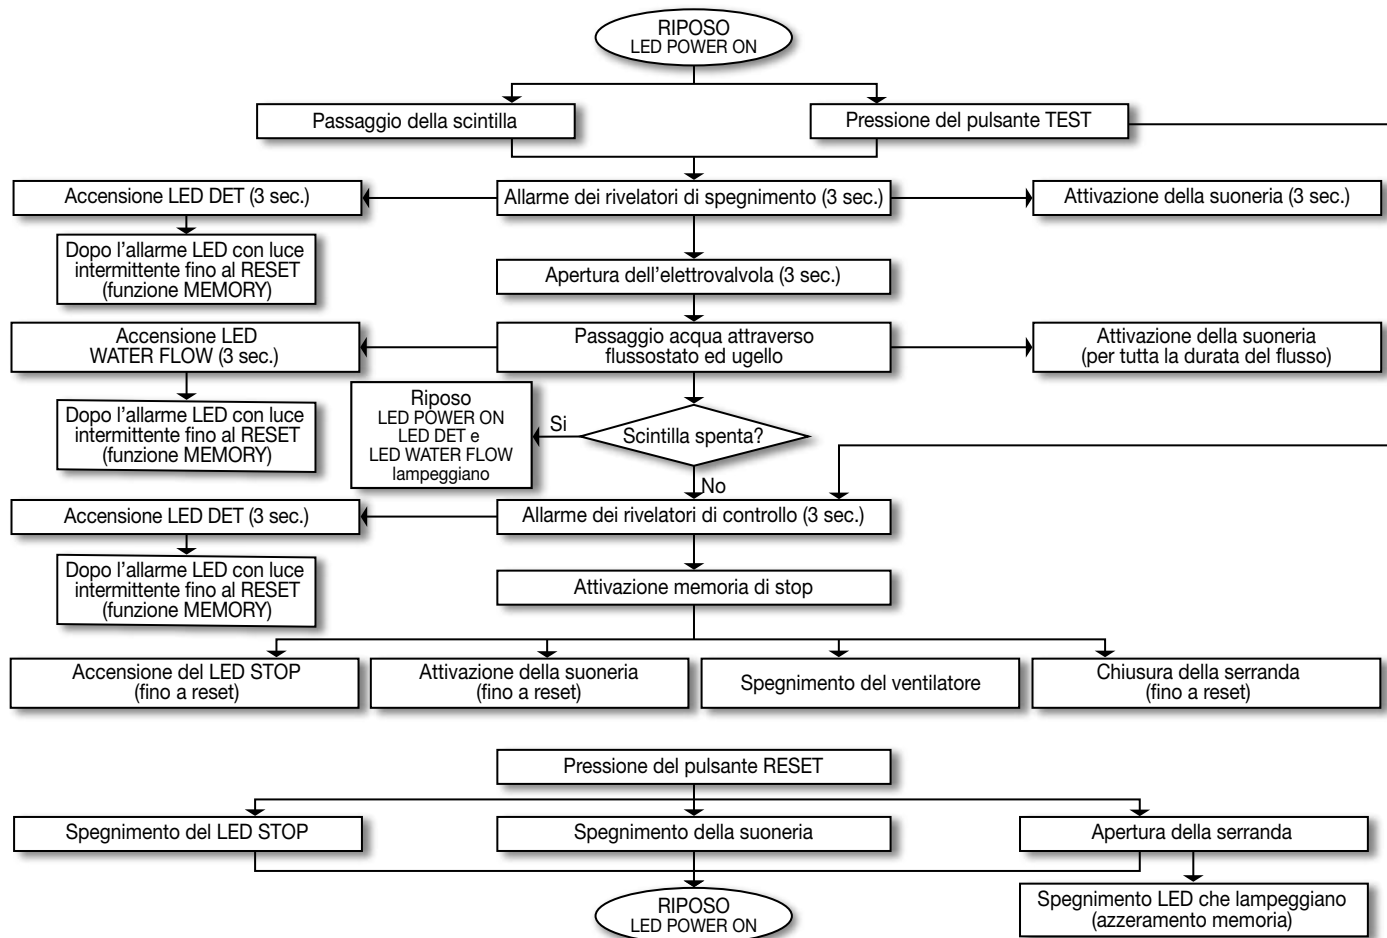 RIPOSO
LED POWER ON
Passaggio della scintilla
Pressione del pulsante TEST
Accensione LED DET (3 sec.)
Allarme dei rivelatori di spegnimento (3 sec.)
Attivazione della suoneria (3 sec.)
Dopo l'allarme LED con luce
intermittente fino al RESET
(funzione MEMORY)
Apertura dell'elettrovalvola (3 sec.)
Accensione LED
WATER FLOW (3 sec.)
Passaggio acqua attraverso
flussostato ed ugello
Attivazione della suoneria
(per tutta la durata del flusso)
Dopo l'allarme LED con luce
intermittente fino al RESET
(funzione MEMORY)
Riposo
LED POWER ON
LED DET e
LED WATER FLOW
lampeggiano
Si
Scintilla spenta?
No
Accensione LED DET (3 sec.)
Allarme dei rivelatori di controllo (3 sec.)
Dopo l'allarme LED con luce
intermittente fino al RESET
(funzione MEMORY)
Attivazione memoria di stop
Accensione del LED STOP
(fino a reset)
Attivazione della suoneria
(fino a reset)
Spegnimento del ventilatore
Chiusura della serranda
(fino a reset)
Pressione del pulsante RESET
Spegnimento del LED STOP
Spegnimento della suoneria
Apertura della serranda
RIPOSO
LED POWER ON
Spegnimento LED che lampeggiano
(azzeramento memoria)